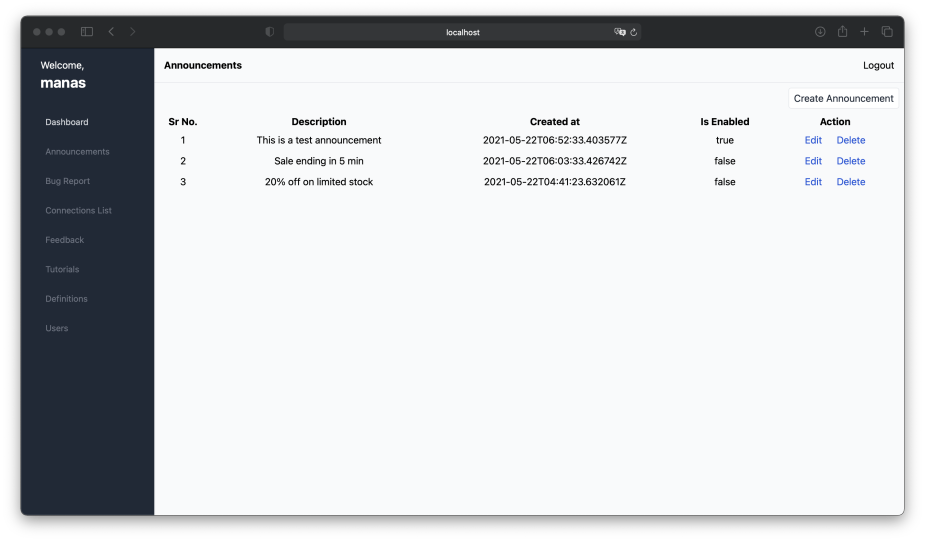 localhost
Welcome,
manas
Dashboard
Announcements
Bug Report
Connections List
Feedback
Tutorials
Definitions
Users
Announcements
Logout
Create Announcement
Sr No. Description Created at Is Enabled Action
1 This is a test announcement 2021-05-22T06:52:33.403577Z true Edit Delete
2 Sale ending in 5 min 2021-05-22T06:03:33.426742Z false Edit Delete
3 20% off on limited stock 2021-05-22T04:41:23.632061Z false Edit Delete